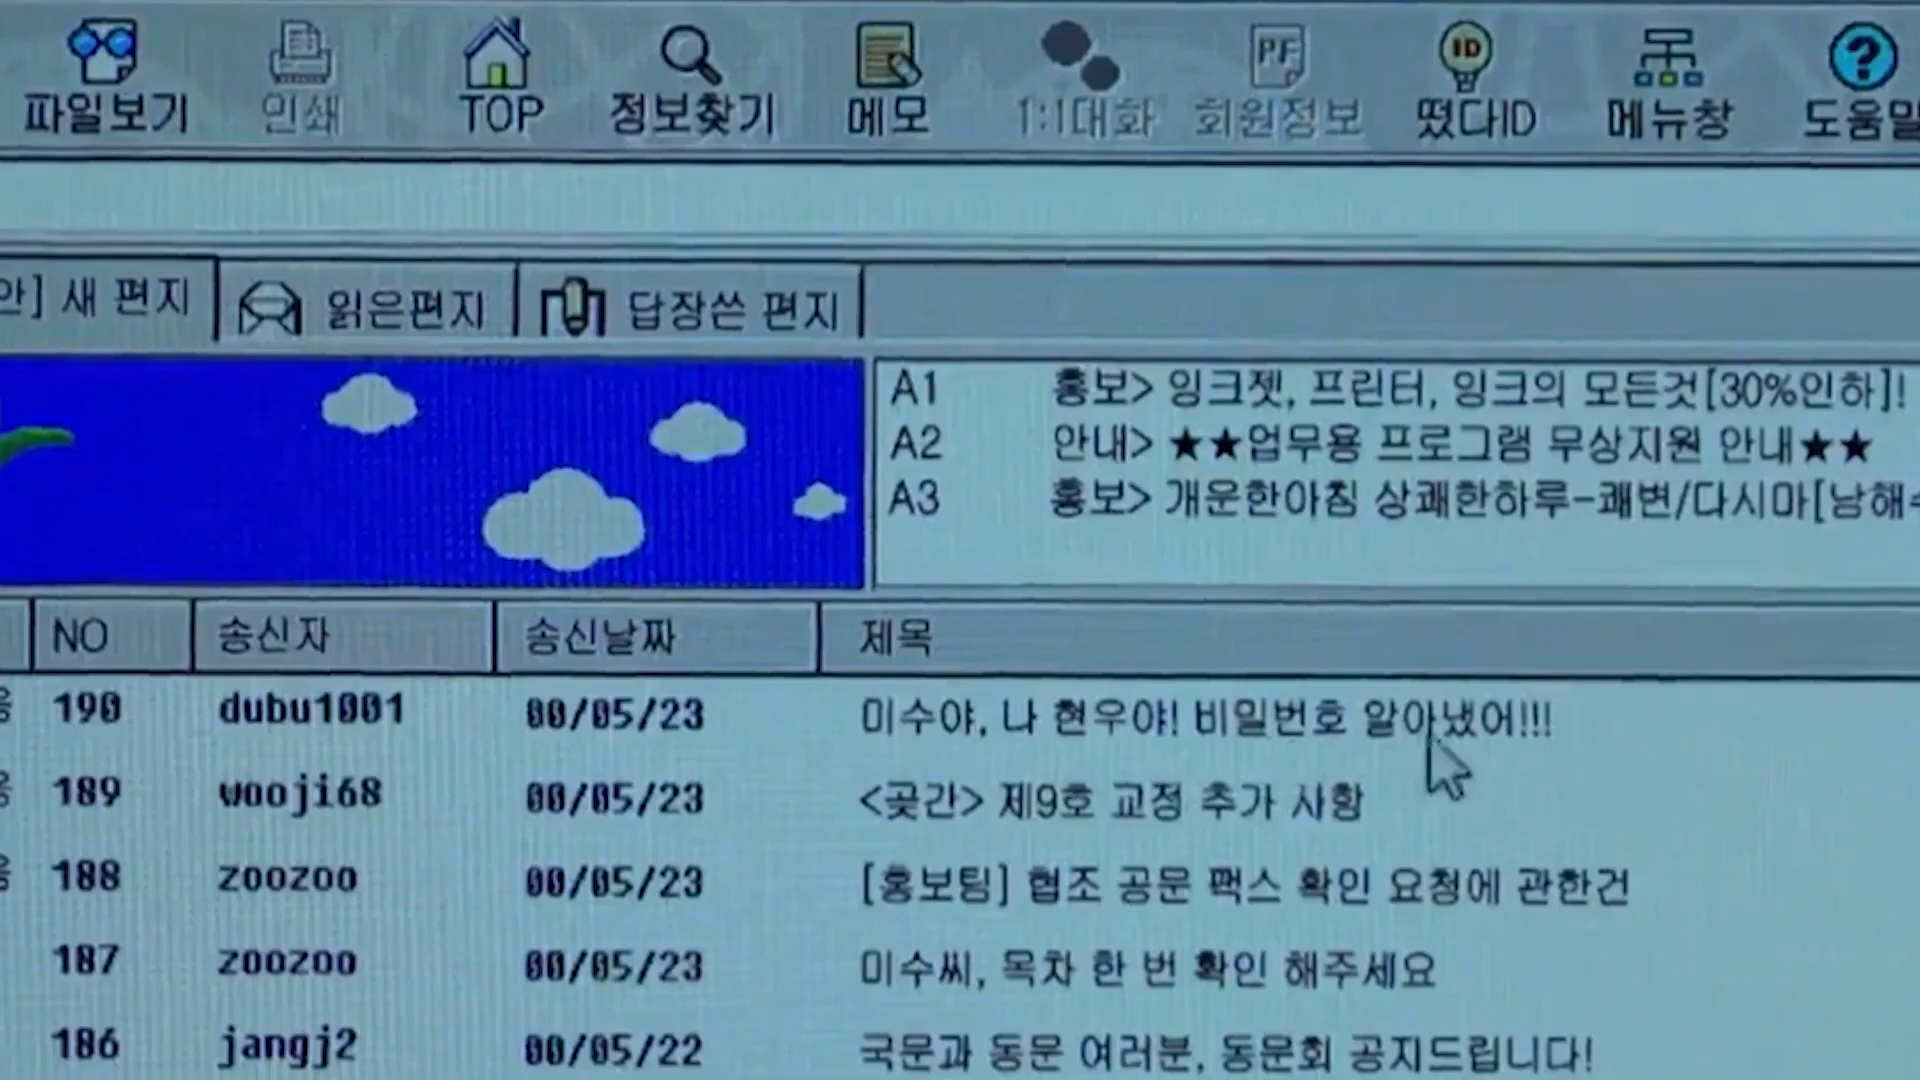 파일보기 인쇄 TOP 정보찾기 메모 1:1대화 회원정보 떴다ID 메뉴창 도움말
안] 새 편지 읽은편지 답장쓴 편지
A1 홍보> 잉크젯, 프린터, 잉크의 모든것[30%인하]!
A2 안내> ★★업무용 프로그램 무상지원 안내★★
A3 홍보> 개운한아침 상쾌한하루-쾌변/다시마[남해수
NO 송신자 송신날짜 제목
190 dubu1001 00/05/23 미수야, 나 현우야! 비밀번호 알아냈어!!!
189 wooji68 00/05/23 <곶간> 제9호 교정 추가 사항
188 zoozoo 00/05/23 [홍보팀] 협조 공문 팩스 확인 요청에 관한건
187 zoozoo 00/05/23 미수씨, 목차 한 번 확인 해주세요
186 jangj2 00/05/22 국문과 동문 여러분, 동문회 공지드립니다!